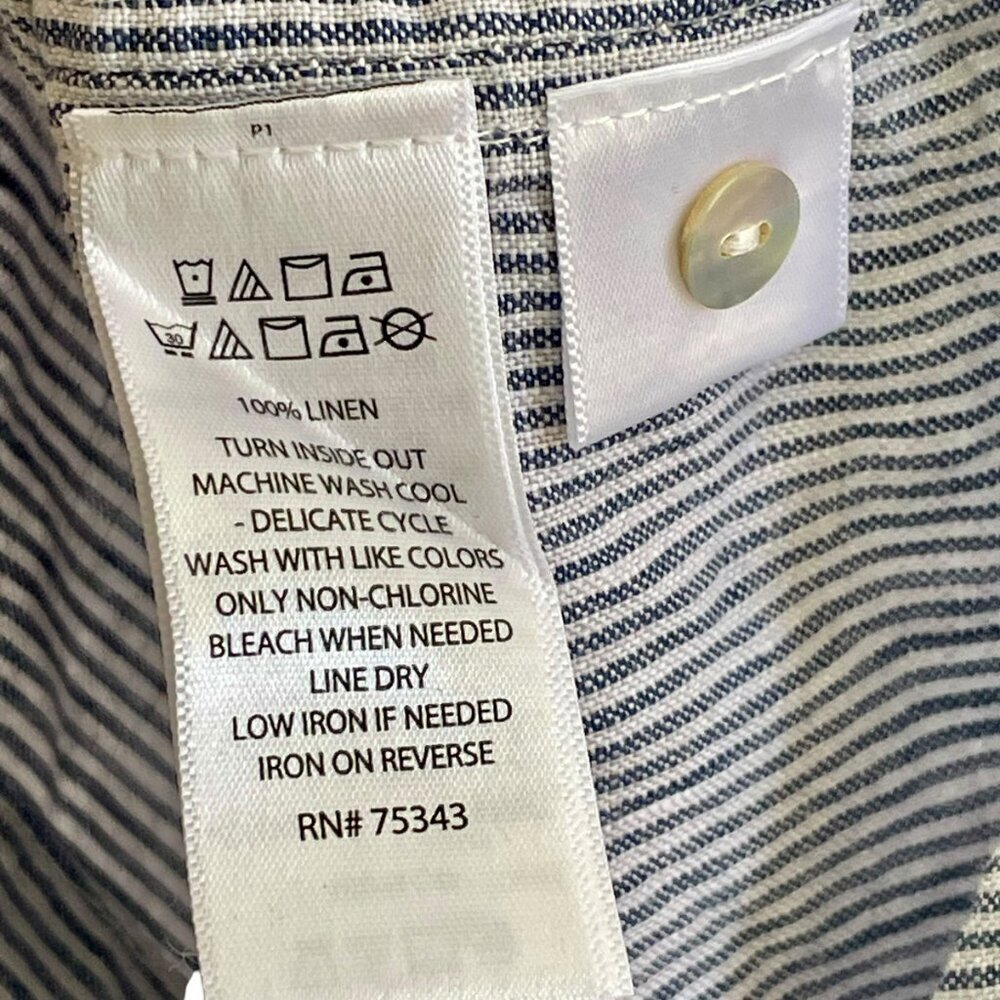 P1
30
100% LINEN
TURN INSIDE OUT
MACHINE WASH COOL
- DELICATE CYCLE
WASH WITH LIKE COLORS
ONLY NON-CHLORINE
BLEACH WHEN NEEDED
LINE DRY
LOW IRON IF NEEDED
IRON ON REVERSE
RN# 75343